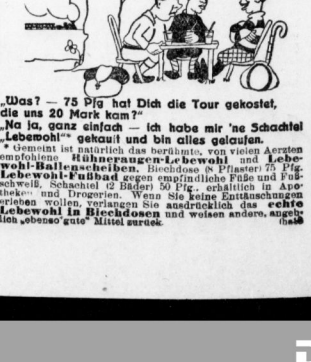 „Was? — 75 Pfg hat Dich die Tour gekostet,
die uns 20 Mark kam?“
„Na ja, ganz einfach — ich habe mir 'ne Schachtel
„Lebewohl“* gekauft und bin alles gelaufen.
* Gemeint ist natürlich das berühmte, von vielen Aerzten
empfohlene Hühneraugen-Lebewohl und Lebe-
wohl-Ballenscheiben. Blechdose (8 Pflaster) 75 Pfg.
Lebewohl-Fußbad gegen empfindliche Füße und Fuß-
schweiß, Schachtel (2 Bäder) 50 Pfg., erhältlich in Apo-
theken und Drogerien. Wenn Sie keine Enttäuschungen
erleben wollen, verlangen Sie ausdrücklich das echte
Lebewohl in Blechdosen und weisen andere, angeb-
lich „ebenso gute“ Mittel zurück.